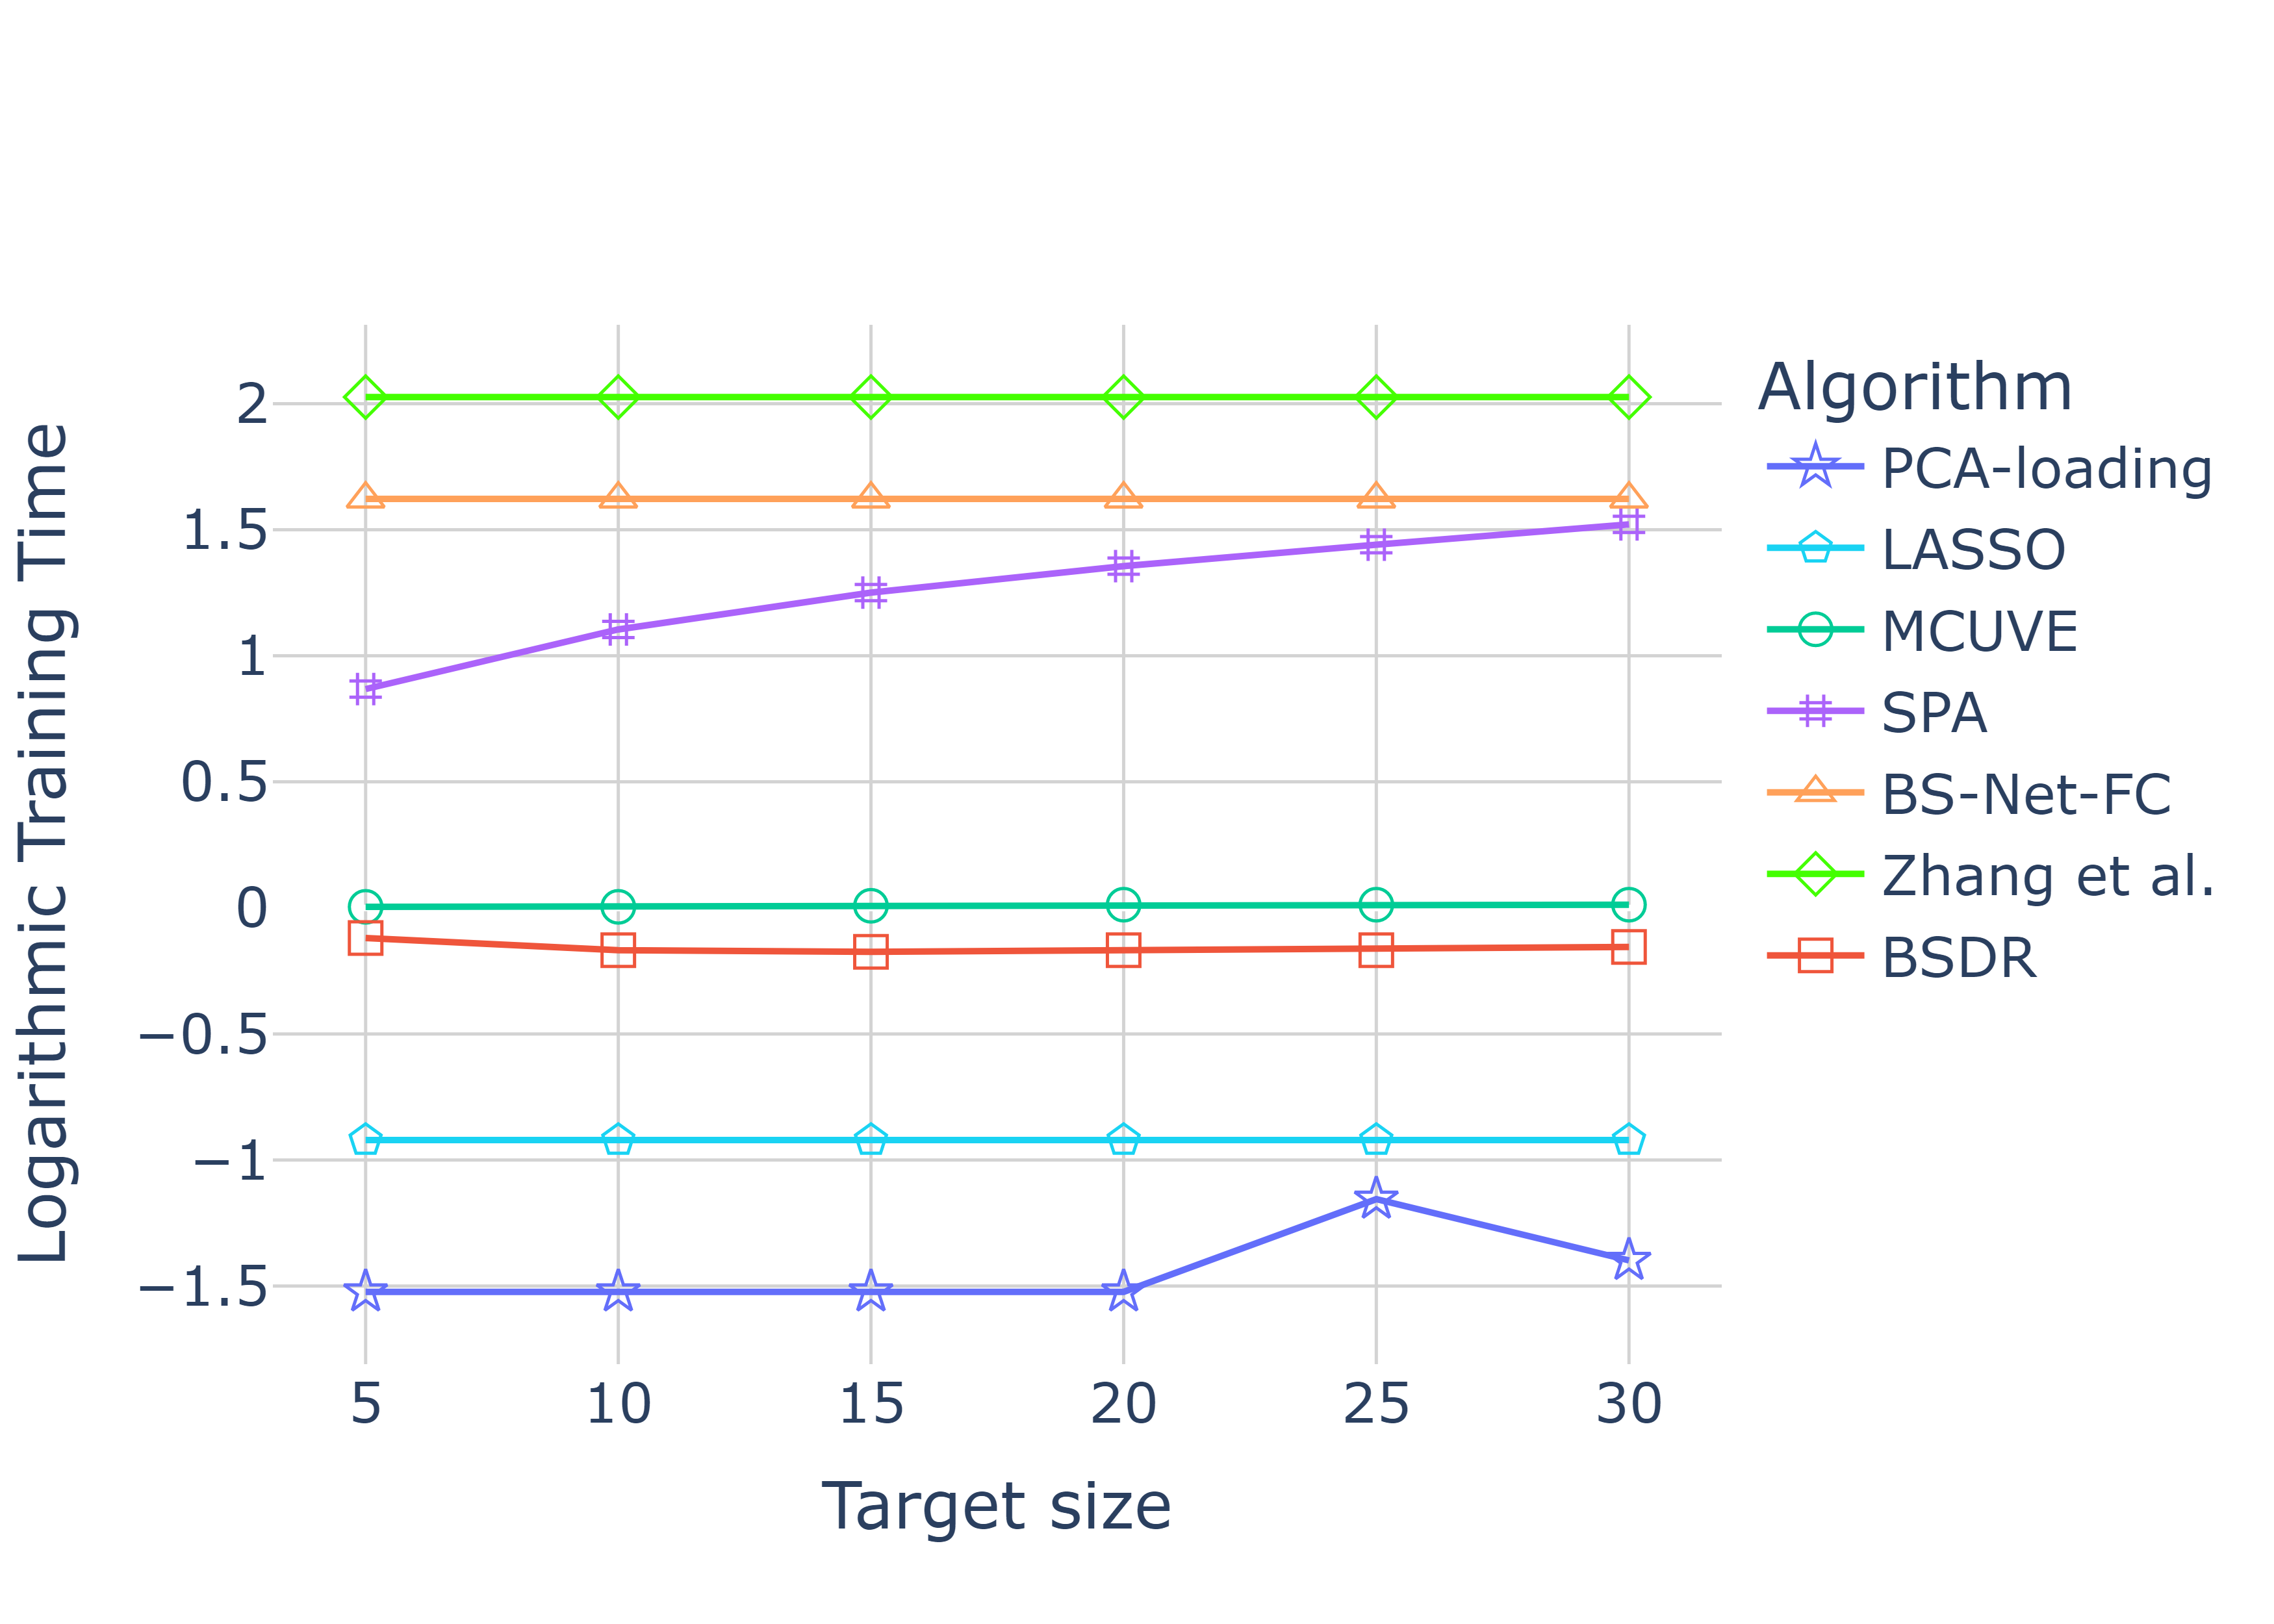 Logarithmic Training Time
2
1.5
1
0.5
0
−0.5
−1
−1.5
5 10 15 20 25 30
Target size
Algorithm
PCA-loading
LASSO
MCUVE
SPA
BS-Net-FC
Zhang et al.
BSDR